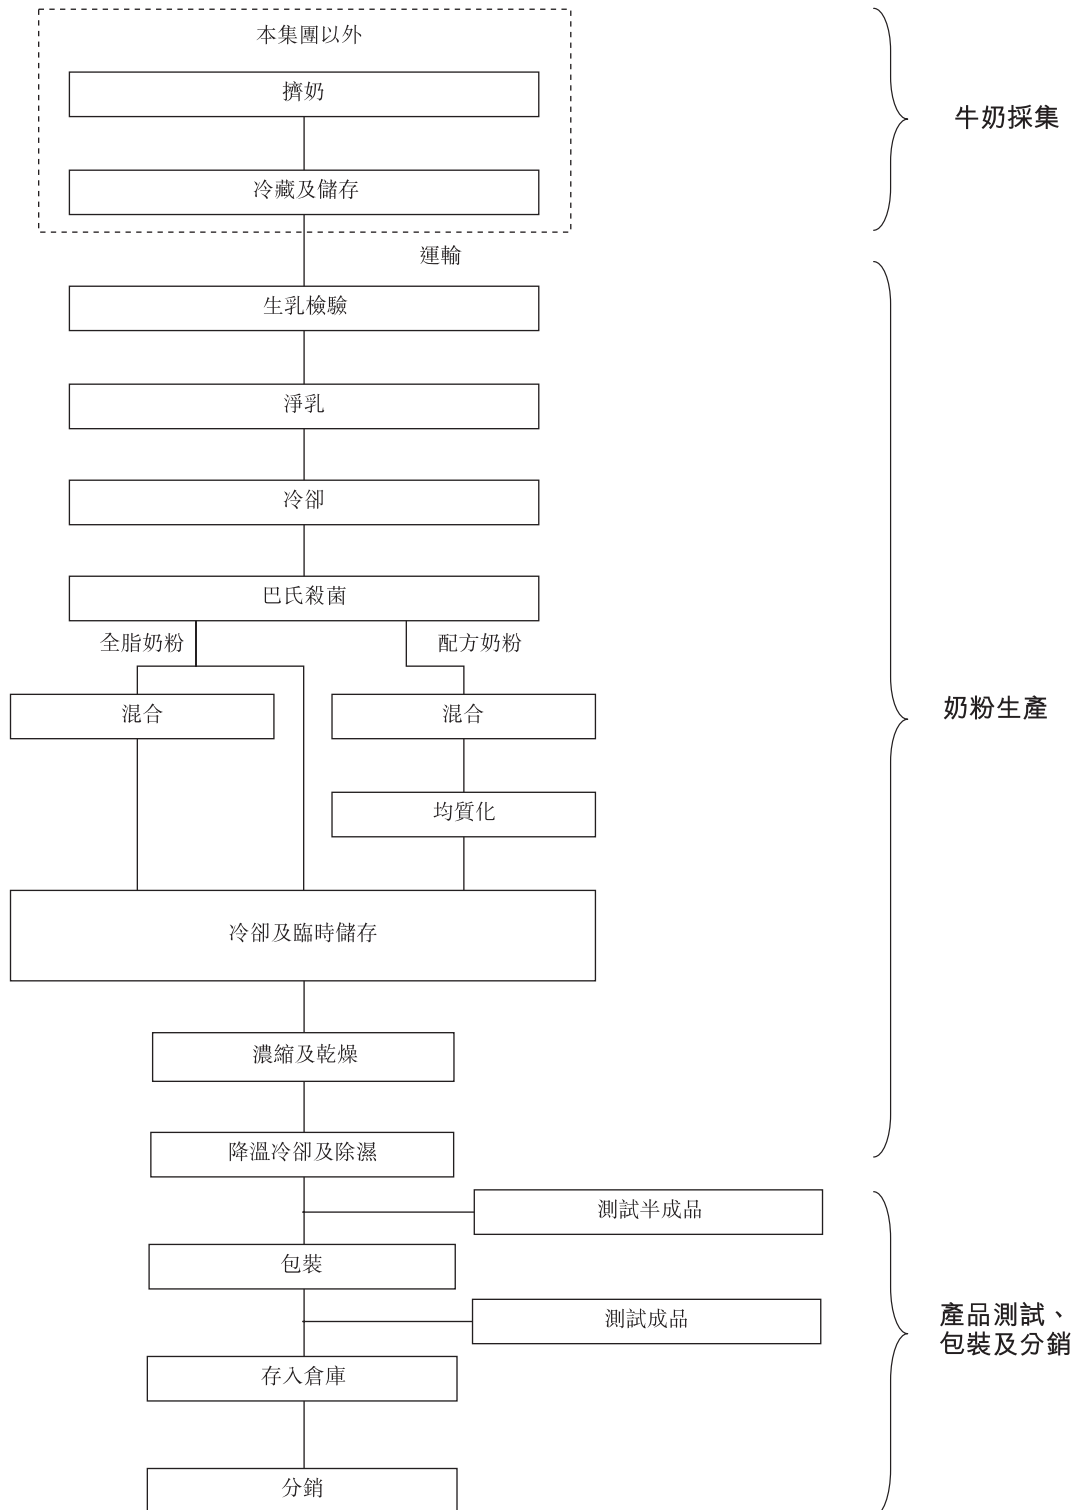 本集團以外
擠奶
牛奶採集
冷藏及儲存
運輸
生乳檢驗
淨乳
冷卻
巴氏殺菌
全脂奶粉
配方奶粉
混合
混合
奶粉生產
均質化
冷卻及臨時儲存
濃縮及乾燥
降溫冷卻及除濕
測試半成品
包裝
測試成品
產品測試、
包裝及分銷
存入倉庫
分銷